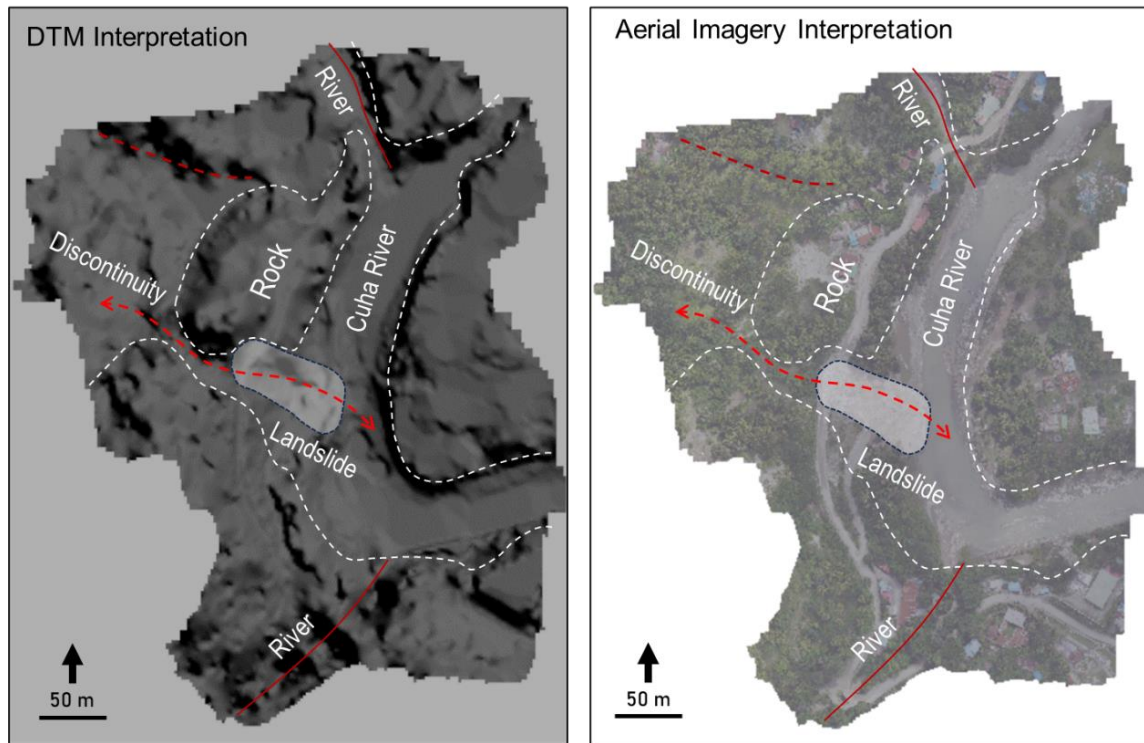 DTM Interpretation
River
Discontinuity
Rock
Cuha River
Landslide
River
50 m
Aerial Imagery Interpretation
River
Discontinuity
Rock
Cuha River
Landslide
River
50 m